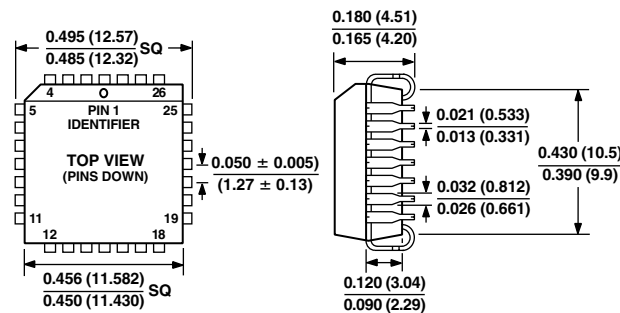 0.495 (12.57)
0.485 (12.32)
SQ
4
O
26
5
PIN 1
IDENTIFIER
25
TOP VIEW
(PINS DOWN)
0.050 ± 0.005)
(1.27 ± 0.13)
11
19
12
18
0.456 (11.582)
0.450 (11.430)
SQ
0.180 (4.51)
0.165 (4.20)
0.021 (0.533)
0.013 (0.331)
0.430 (10.5)
0.390 (9.9)
0.032 (0.812)
0.026 (0.661)
0.120 (3.04)
0.090 (2.29)